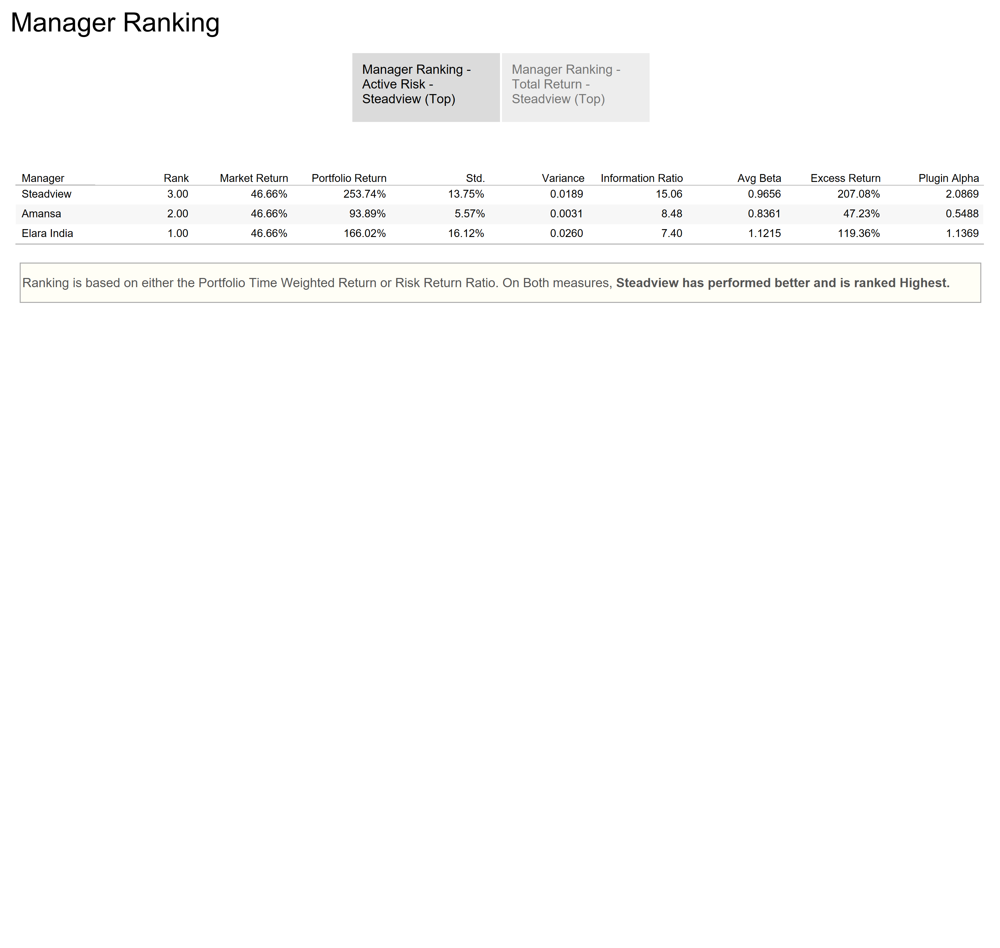 Manager Ranking
Manager Ranking -
Active Risk -
Steadview (Top)
Manager Ranking -
Total Return -
Steadview (Top)
Manager Rank Market Return Portfolio Return Std. Variance Information Ratio Avg Beta Excess Return Plugin Alpha
Steadview 3.00 46.66% 253.74% 13.75% 0.0189 15.06 0.9656 207.08% 2.0869
Amansa 2.00 46.66% 93.89% 5.57% 0.0031 8.48 0.8361 47.23% 0.5488
Elara India 1.00 46.66% 166.02% 16.12% 0.0260 7.40 1.1215 119.36% 1.1369
Ranking is based on either the Portfolio Time Weighted Return or Risk Return Ratio. On Both measures, Steadview has performed better and is ranked Highest.